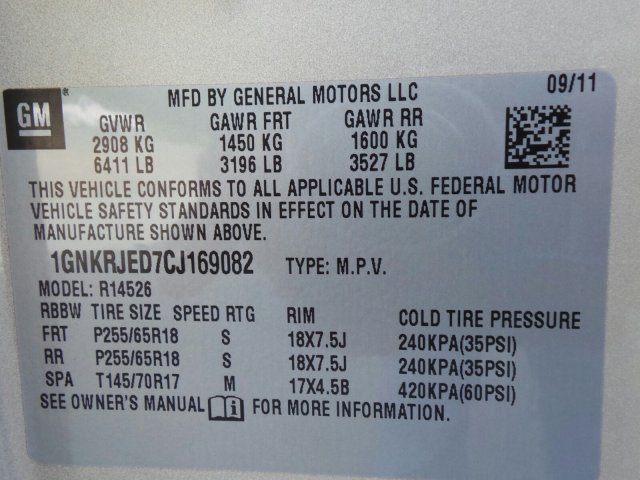 GM
®
MFD BY GENERAL MOTORS LLC 09/11
GVWR GAWR FRT GAWR RR
2908 KG 1450 KG 1600 KG
6411 LB 3196 LB 3527 LB
THIS VEHICLE CONFORMS TO ALL APPLICABLE U.S. FEDERAL MOTOR
VEHICLE SAFETY STANDARDS IN EFFECT ON THE DATE OF
MANUFACTURE SHOWN ABOVE.
1GNKRJED7CJ169082 TYPE: M.P.V.
MODEL: R14526
RBBW TIRE SIZE SPEED RTG RIM COLD TIRE PRESSURE
FRT P255/65R18 S 18X7.5J 240KPA(35PSI)
RR P255/65R18 S 18X7.5J 240KPA(35PSI)
SPA T145/70R17 M 17X4.5B 420KPA(60PSI)
SEE OWNER'S MANUAL i FOR MORE INFORMATION.